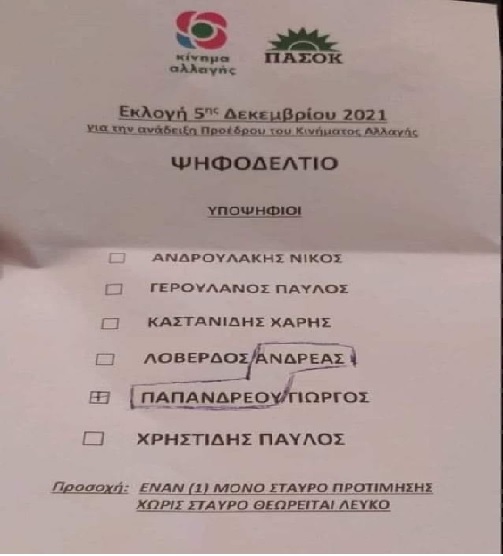 κίνημα
αλλαγής
ΠΑΣΟΚ
Εκλογή 5ης Δεκεμβρίου 2021
για την ανάδειξη Προέδρου του Κινήματος Αλλαγής
ΨΗΦΟΔΕΛΤΙΟ
ΥΠΟΨΗΦΙΟΙ
ΑΝΔΡΟΥΛΑΚΗΣ ΝΙΚΟΣ
ΓΕΡΟΥΛΑΝΟΣ ΠΑΥΛΟΣ
ΚΑΣΤΑΝΙΔΗΣ ΧΑΡΗΣ
ΛΟΒΕΡΔΟΣ ΑΝΔΡΕΑΣ
ΠΑΠΑΝΔΡΕΟΥ ΓΙΩΡΓΟΣ
ΧΡΗΣΤΙΔΗΣ ΠΑΥΛΟΣ
Προσοχή: ΕΝΑΝ (1) ΜΟΝΟ ΣΤΑΥΡΟ ΠΡΟΤΙΜΗΣΗΣ
ΧΩΡΙΣ ΣΤΑΥΡΟ ΘΕΩΡΕΙΤΑΙ ΛΕΥΚΟ